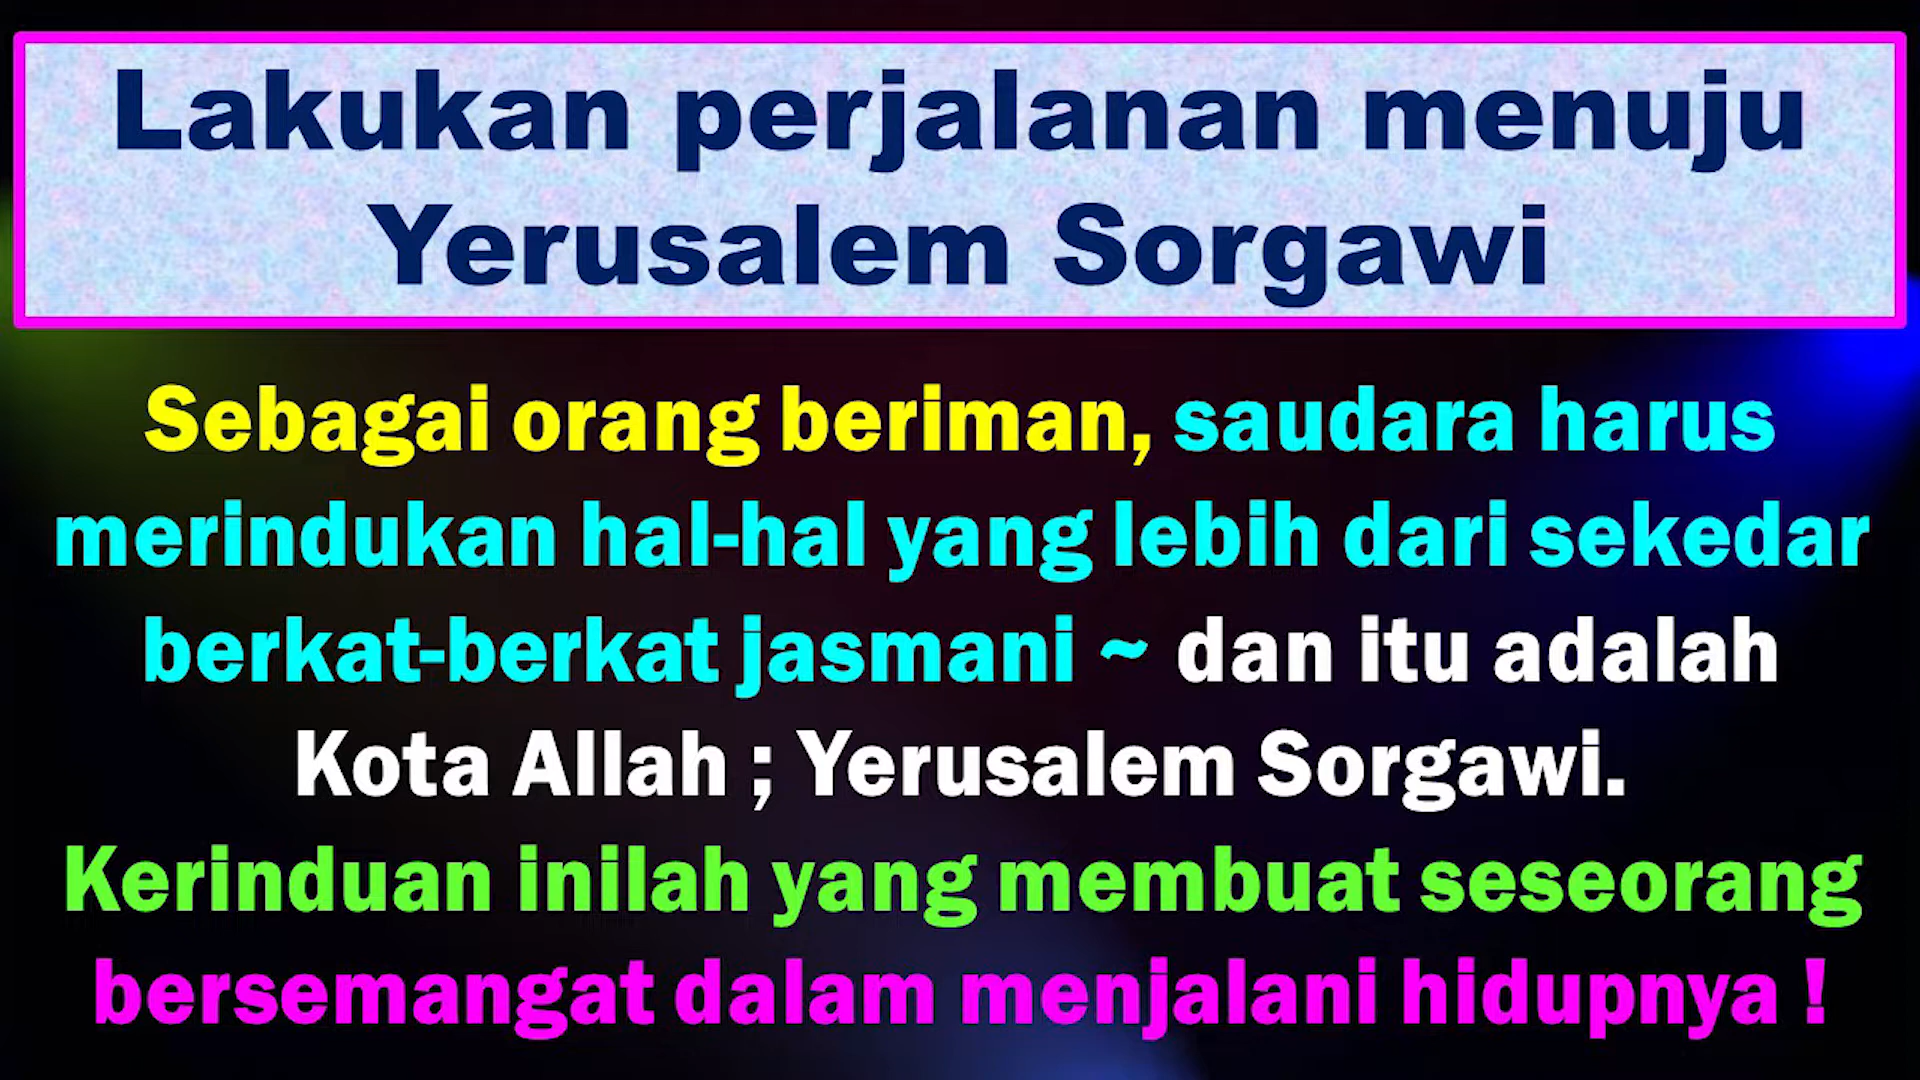 Lakukan perjalanan menuju
Yerusalem Sorgawi
Sebagai orang beriman, saudara harus
merindukan hal-hal yang lebih dari sekedar
berkat-berkat jasmani ~ dan itu adalah
Kota Allah ; Yerusalem Sorgawi.
Kerinduan inilah yang membuat seseorang
bersemangat dalam menjalani hidupnya !